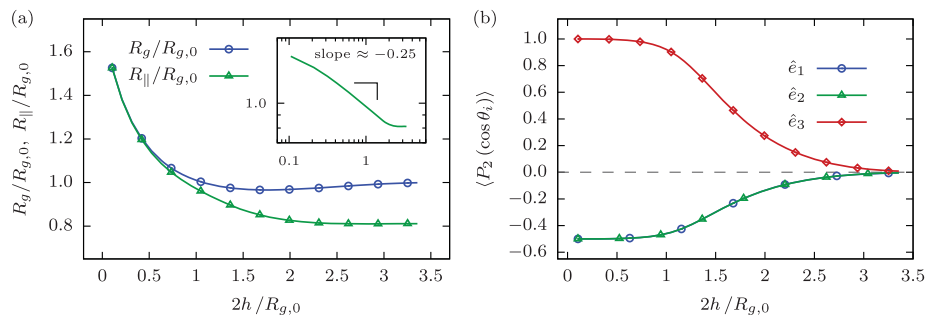 (a)
R_g/R_{g,0}, R_∥/R_{g,0}
1.6
1.4
1.2
1.0
0.8
R_g/R_{g,0}
R_∥/R_{g,0}
slope ≈ −0.25
1.0
0.1
1
0
0.5
1
1.5
2
2.5
3
3.5
2h/R_{g,0}
(b)
⟨P_2(cos θ_i)⟩
1.0
0.8
0.6
0.4
0.2
0.0
−0.2
−0.4
−0.6
ê_1
ê_2
ê_3
0
0.5
1
1.5
2
2.5
3
3.5
2h/R_{g,0}